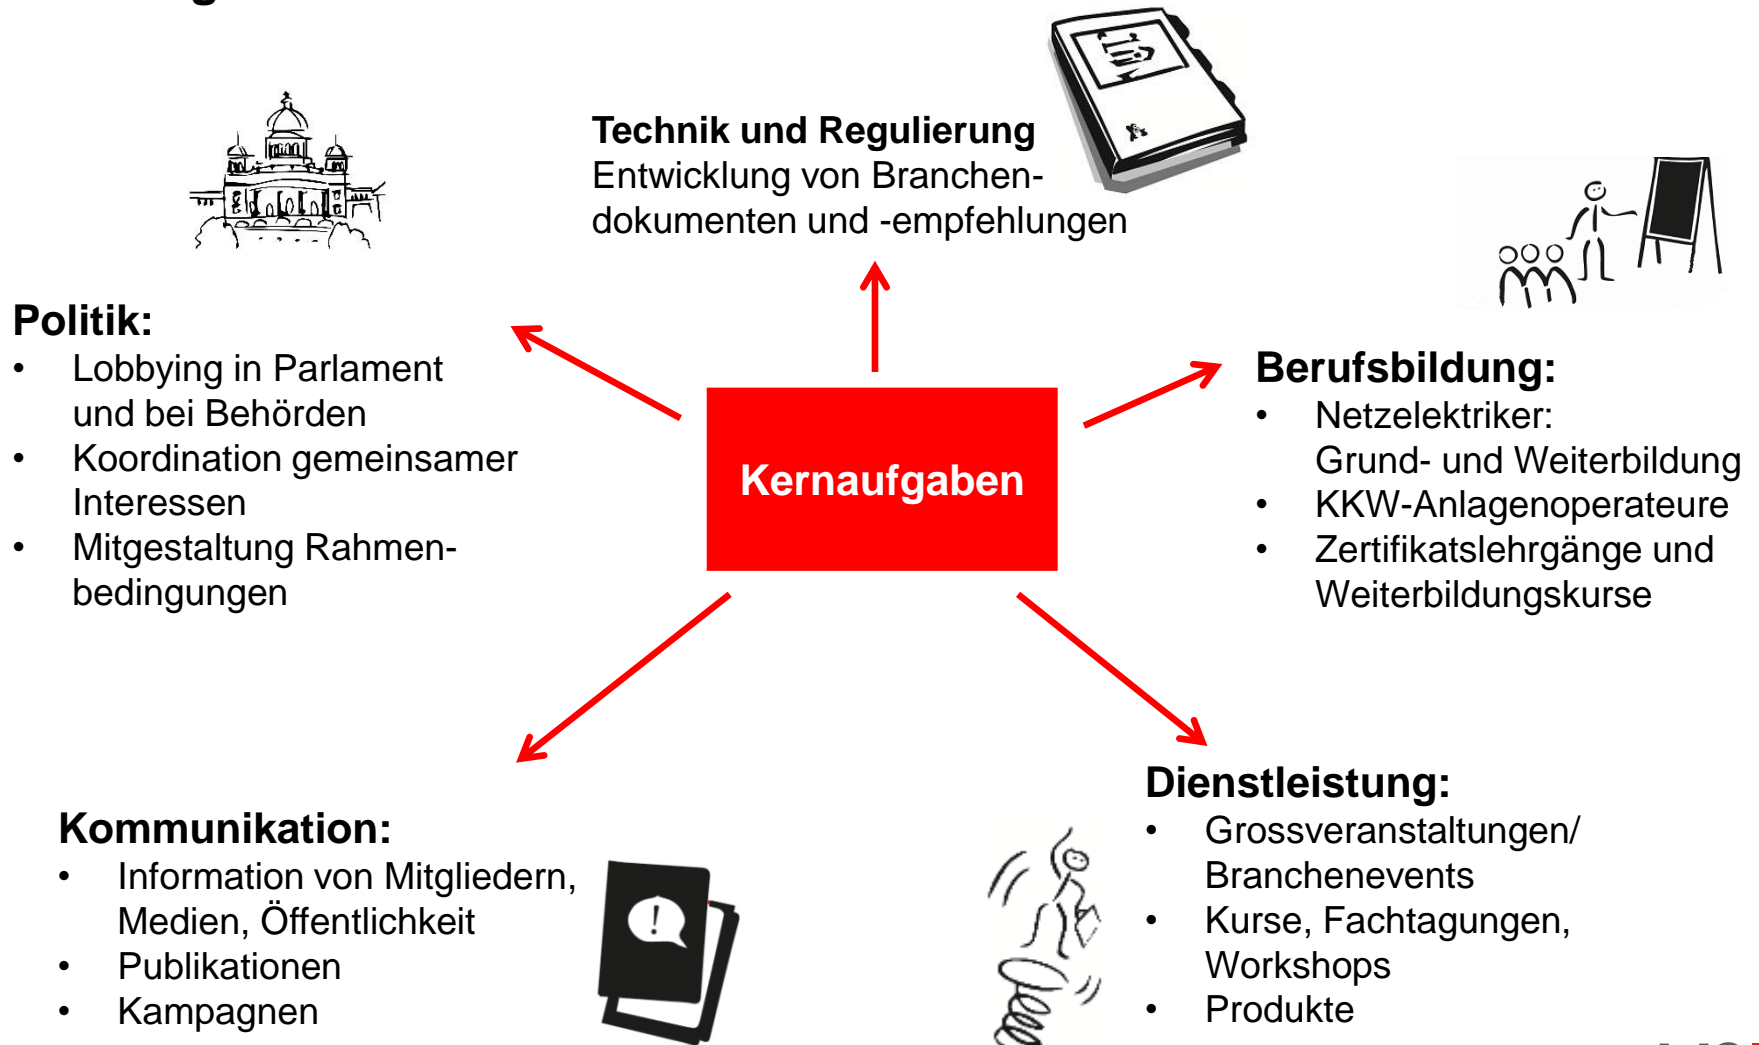 Technik und Regulierung
Entwicklung von Branchen-
dokumenten und -empfehlungen
Politik:
• Lobbying in Parlament
und bei Behörden
• Koordination gemeinsamer
Interessen
• Mitgestaltung Rahmen-
bedingungen
Kernaufgaben
Berufsbildung:
• Netzelektriker:
Grund- und Weiterbildung
• KKW-Anlagenoperateure
• Zertifikatslehrgänge und
Weiterbildungskurse
Kommunikation:
• Information von Mitgliedern,
Medien, Öffentlichkeit
• Publikationen
• Kampagnen
!
Dienstleistung:
• Grossveranstaltungen/
Branchenevents
• Kurse, Fachtagungen,
Workshops
• Produkte